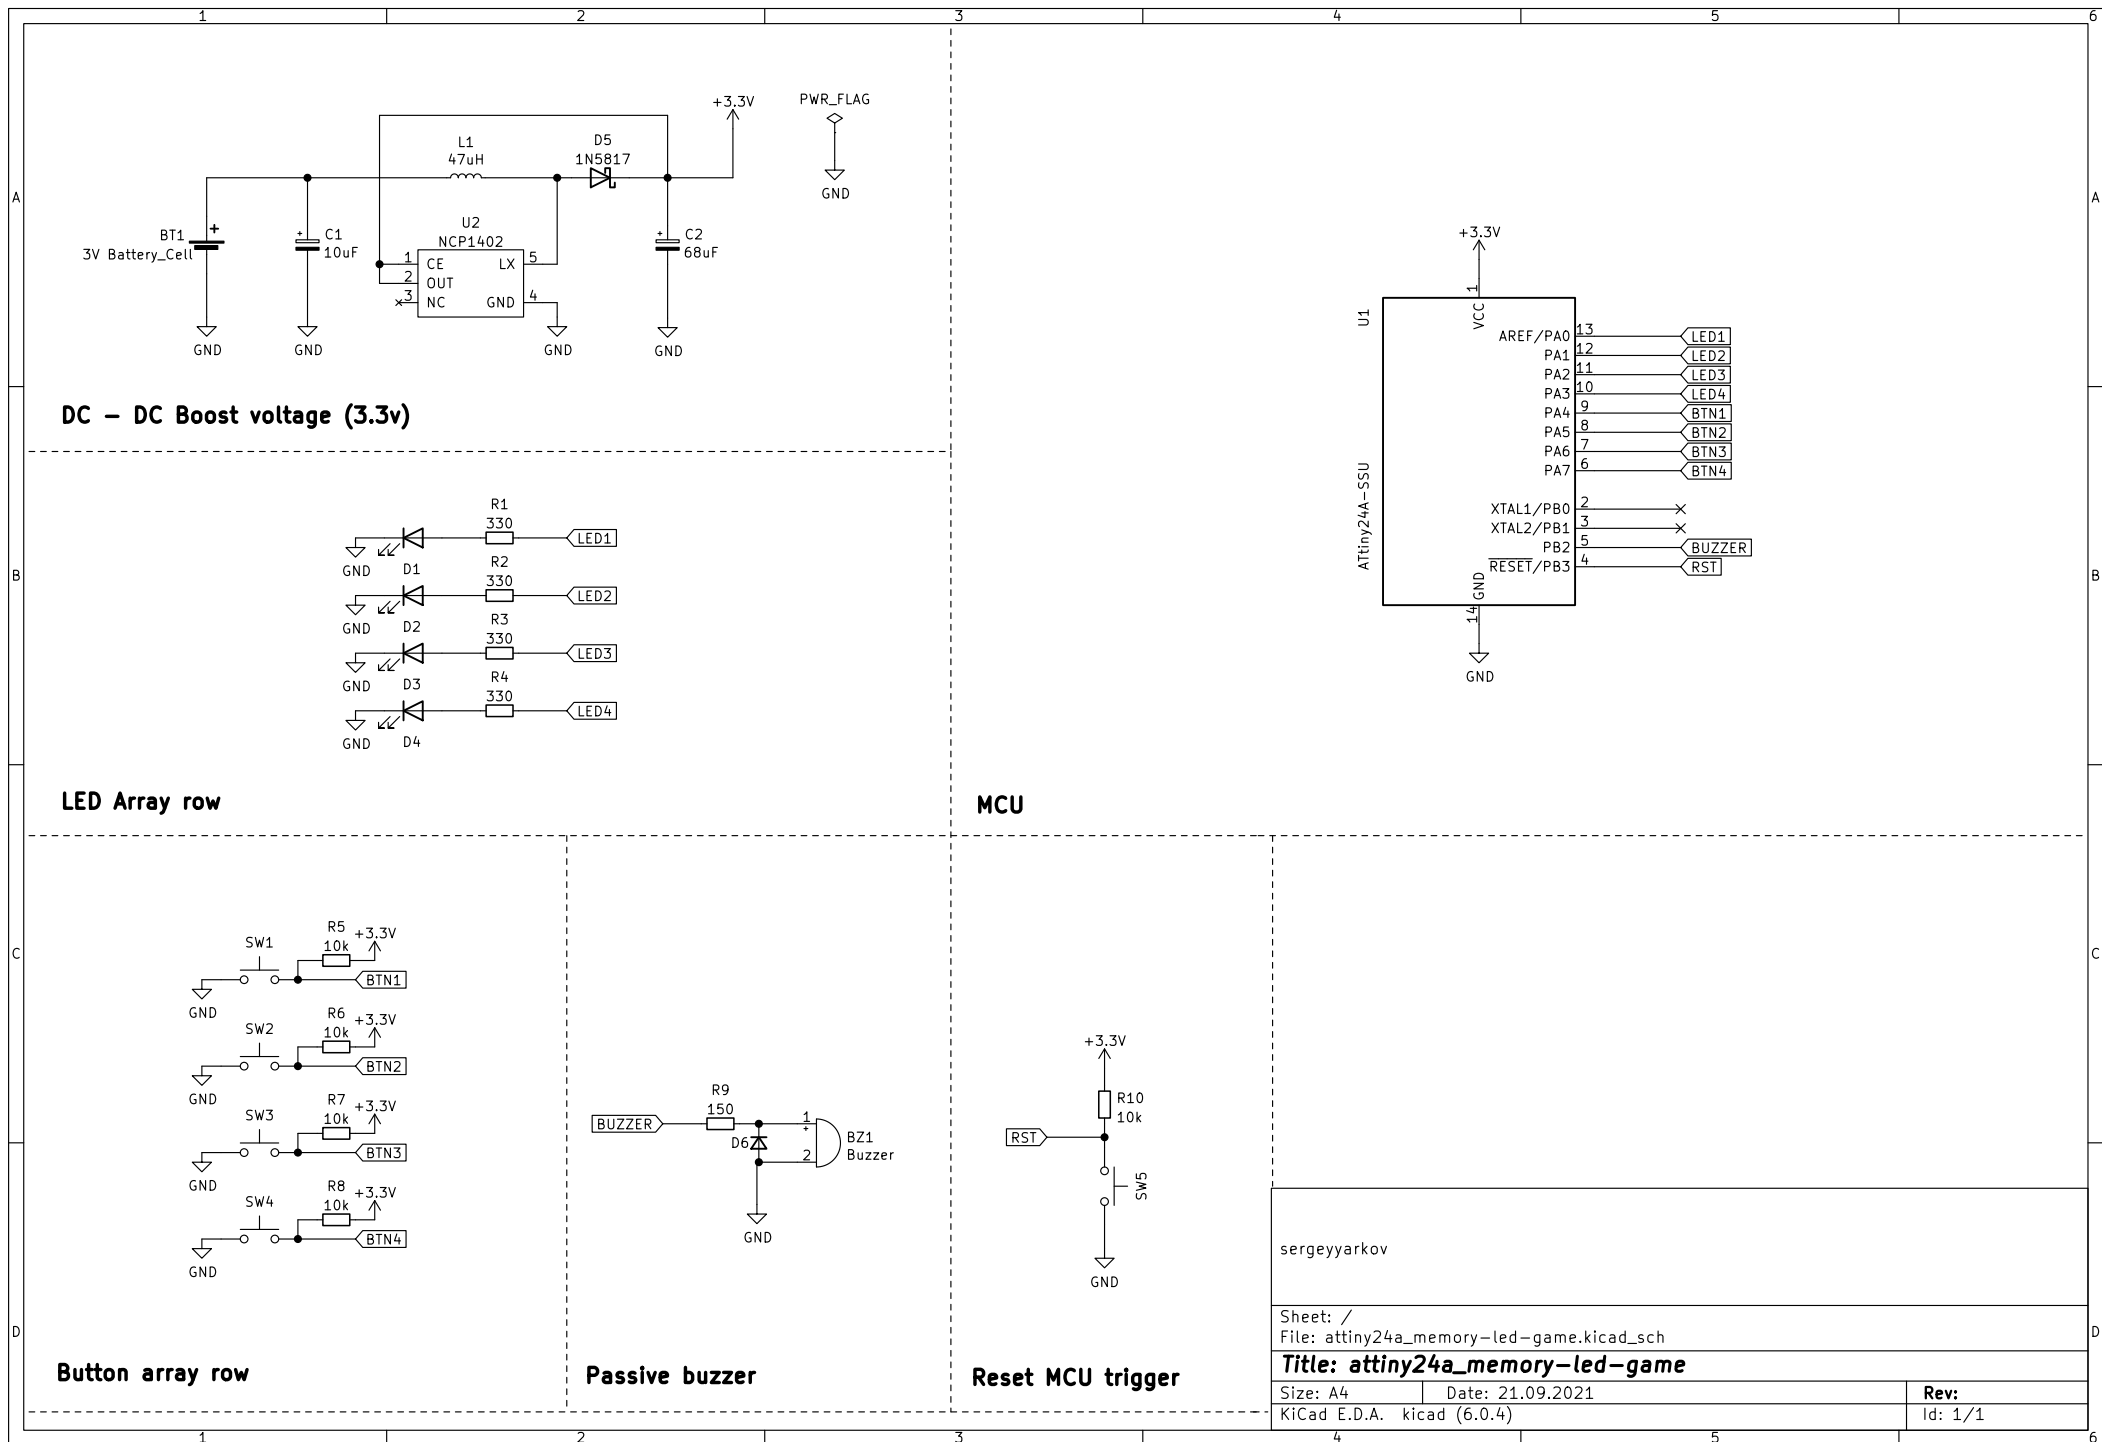 1 2 3 4 5 6
A
B
C
D
A
B
C
D
+3.3V
PWR_FLAG
GND
L1
47uH
D5
1N5817
BT1
3V Battery_Cell
+
C1
+
10uF
U2
NCP1402
1 CE LX 5
2 OUT
3 NC GND 4
C2
+
68uF
GND
GND
GND
GND
DC – DC Boost voltage (3.3v)
R1
330
LED1
GND
D1
R2
330
LED2
GND
D2
R3
330
LED3
GND
D3
R4
330
LED4
GND
D4
LED Array row
+3.3V
1
VCC
U1
ATtiny24A-SSU
AREF/PA0 13 LED1
PA1 12 LED2
PA2 11 LED3
PA3 10 LED4
PA4 9 BTN1
PA5 8 BTN2
PA6 7 BTN3
PA7 6 BTN4
XTAL1/PB0 2
XTAL2/PB1 3
PB2 5 BUZZER
RESET/PB3 4 RST
GND
14
GND
MCU
SW1
R5
10k
+3.3V
BTN1
GND
SW2
R6
10k
+3.3V
BTN2
GND
SW3
R7
10k
+3.3V
BTN3
GND
SW4
R8
10k
+3.3V
BTN4
GND
Button array row
BUZZER
R9
150
D6
1
+
2
BZ1
Buzzer
GND
Passive buzzer
+3.3V
R10
10k
RST
SW5
GND
Reset MCU trigger
sergeyyarkov
Sheet: /
File: attiny24a_memory-led-game.kicad_sch
Title: attiny24a_memory-led-game
Size: A4 Date: 21.09.2021 Rev:
KiCad E.D.A. kicad (6.0.4) Id: 1/1
1 2 3 4 5 6